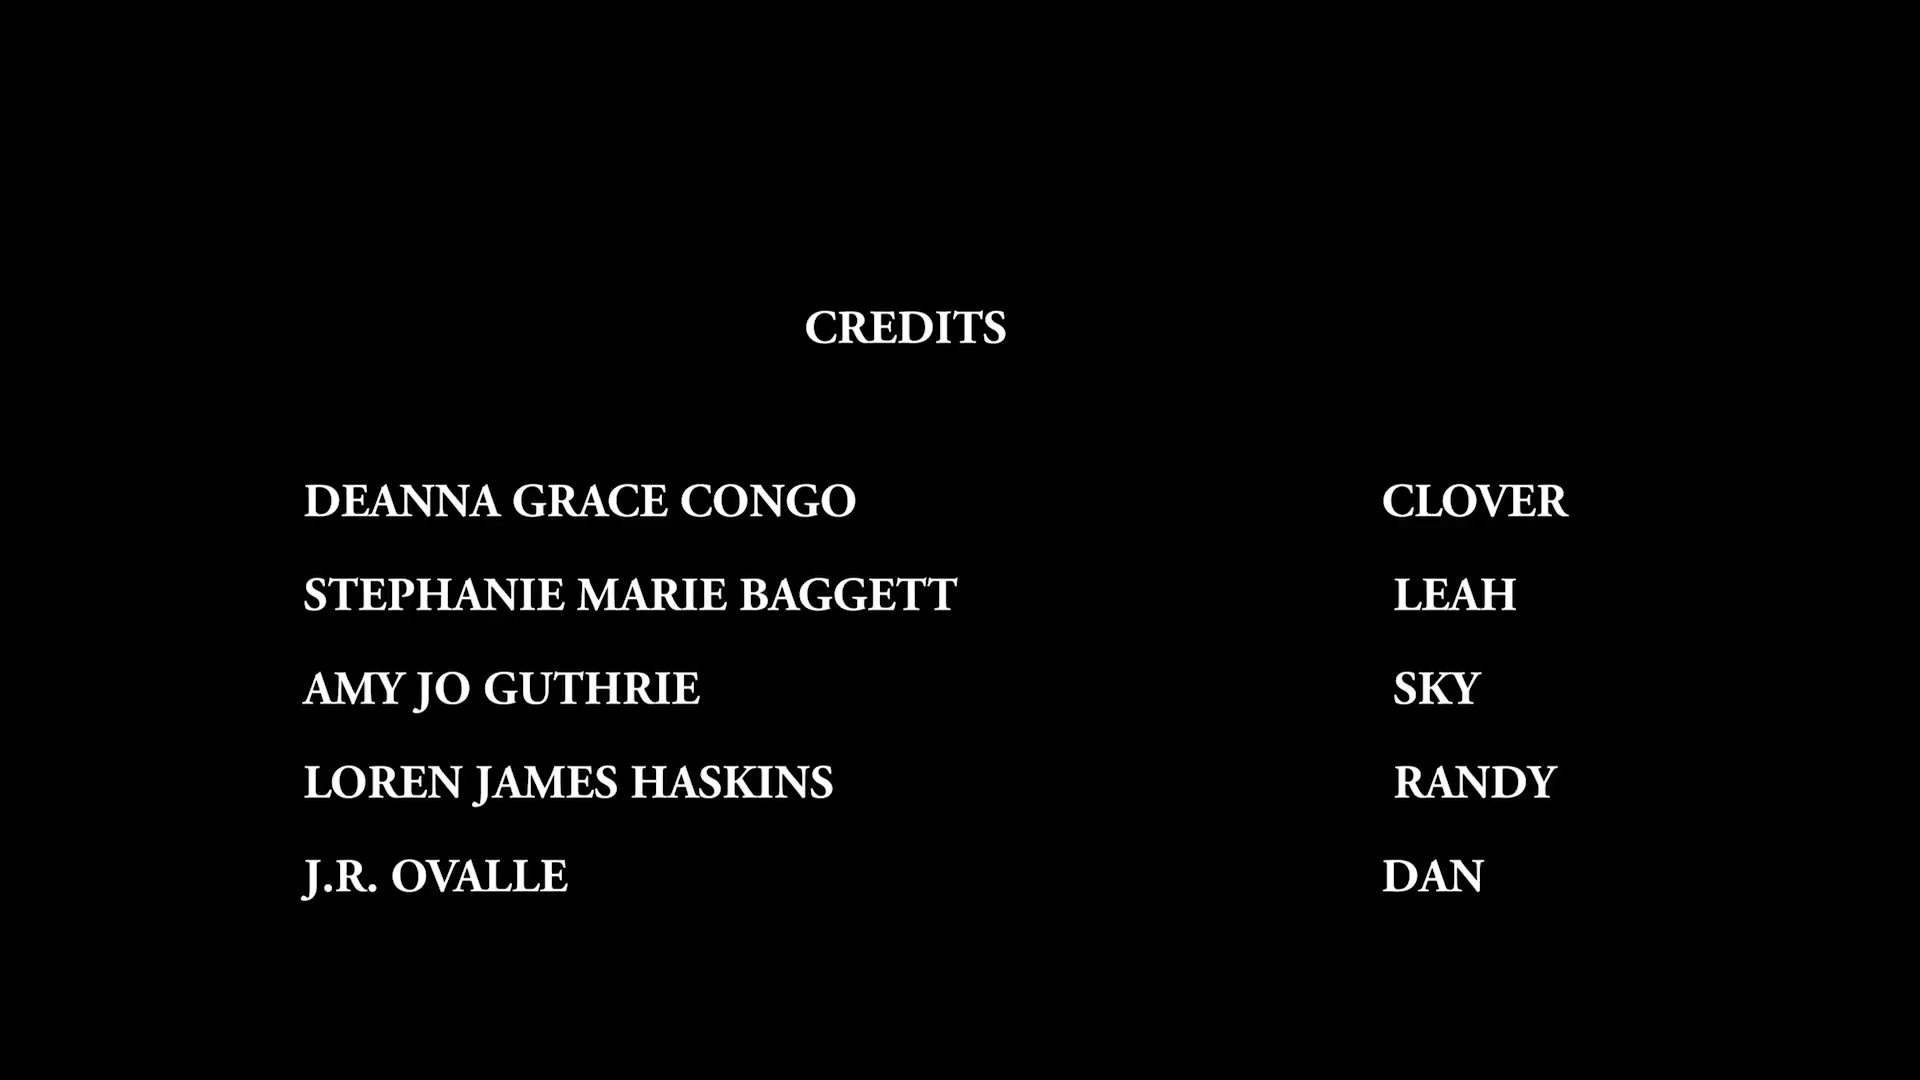 CREDITS
DEANNA GRACE CONGO CLOVER
STEPHANIE MARIE BAGGETT LEAH
AMY JO GUTHRIE SKY
LOREN JAMES HASKINS RANDY
J.R. OVALLE DAN